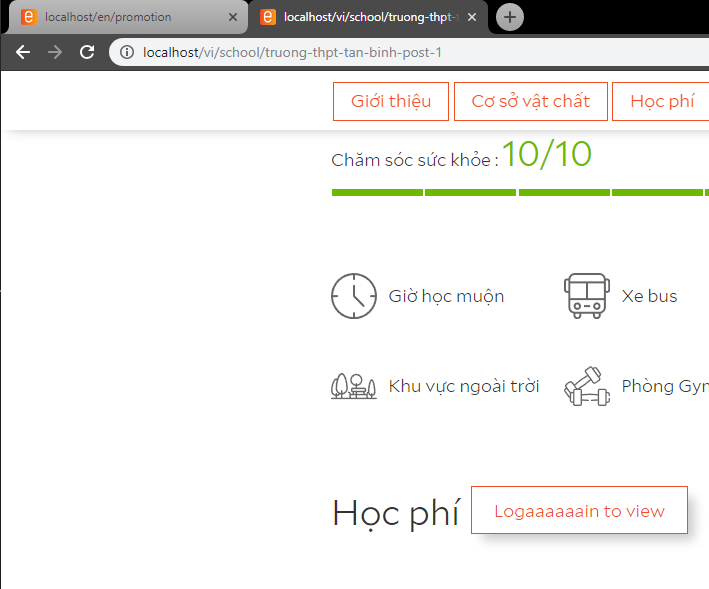 localhost/en/promotion
localhost/vi/school/truong-thpt-
localhost/vi/school/truong-thpt-tan-binh-post-1
Giới thiệu Cơ sở vật chất Học phí
Chăm sóc sức khỏe : 10/10
Giờ học muộn Xe bus
Khu vực ngoài trời Phòng Gyr
Học phí Logaaaaaain to view